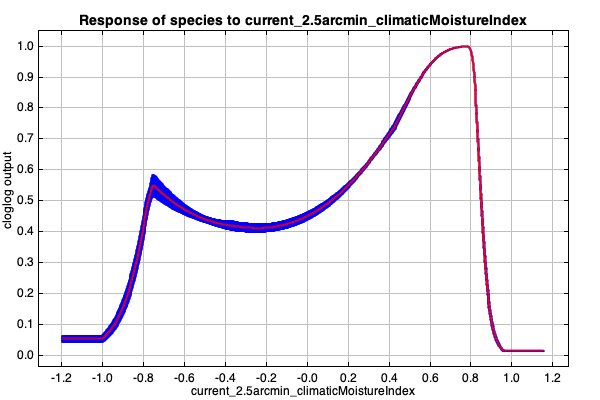 Response of species to current_2.5arcmin_climaticMoistureIndex
cloglog output
1.0
0.9
0.8
0.7
0.6
0.5
0.4
0.3
0.2
0.1
0.0
-1.2 -1.0 -0.8 -0.6 -0.4 -0.2 -0.0 0.2 0.4 0.6 0.8 1.0 1.2
current_2.5arcmin_climaticMoistureIndex